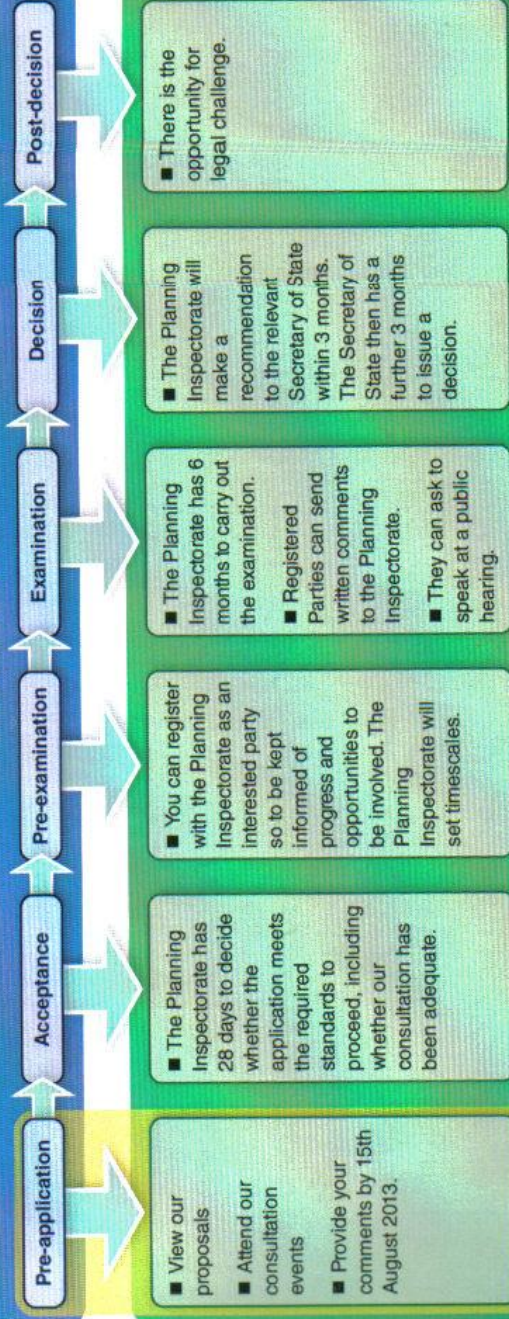 Pre-application
■ View our
proposals
■ Attend our
consultation
events
■ Provide your
comments by 15th
August 2013.
Acceptance
■ The Planning
Inspectorate has
28 days to decide
whether the
application meets
the required
standards to
proceed, including
whether our
consultation has
been adequate.
Pre-examination
■ You can register
with the Planning
Inspectorate as an
interested party
so to be kept
informed of
progress and
opportunities to
be involved. The
Planning
Inspectorate will
set timescales.
Examination
■ The Planning
Inspectorate has 6
months to carry out
the examination.
■ Registered
Parties can send
written comments
to the Planning
Inspectorate.
■ They can ask to
speak at a public
hearing.
Decision
■ The Planning
Inspectorate will
make a
recommendation
to the relevant
Secretary of State
within 3 months.
The Secretary of
State then has a
further 3 months
to issue a
decision.
Post-decision
■ There is the
opportunity for
legal challenge.